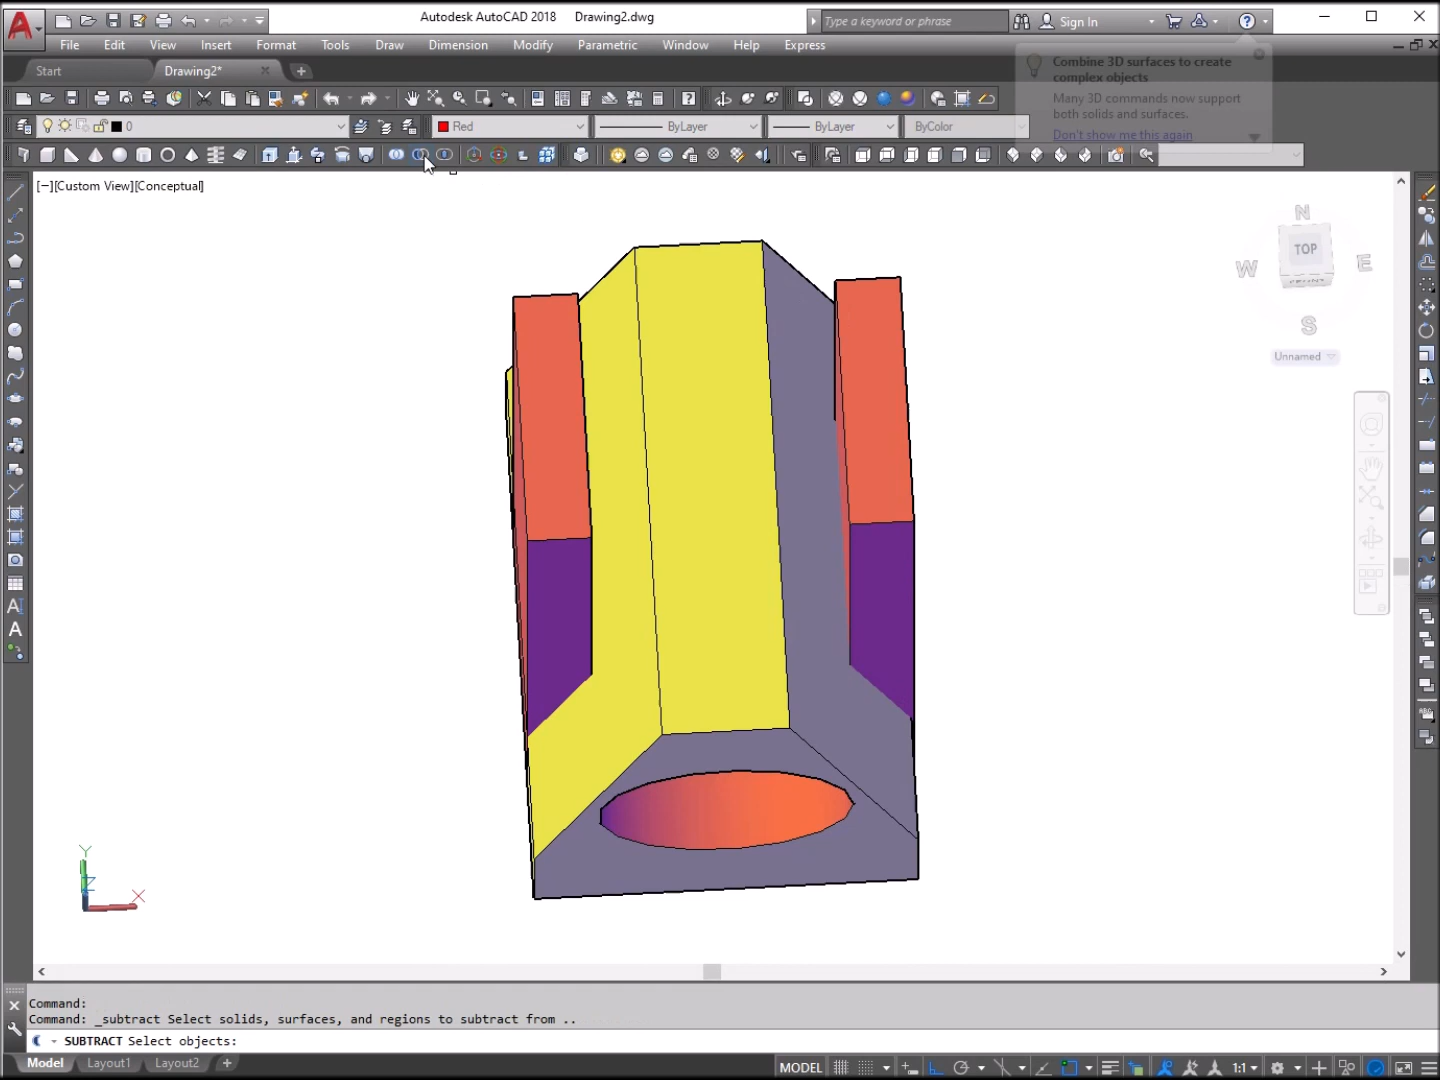 Autodesk AutoCAD 2018 Drawing2.dwg
Type a keyword or phrase
Sign In
File Edit View Insert Format Tools Draw Dimension Modify Parametric Window Help Express
Start Drawing2*
Combine 3D surfaces to create
complex objects
Many 3D commands now support
both solids and surfaces.
Don't show me this again
0 Red ByLayer ByLayer ByColor
[−][Custom View][Conceptual]
N
W TOP E
FRONT
S
Unnamed
Y
Z
X
Command:
Command: _subtract Select solids, surfaces, and regions to subtract from ..
SUBTRACT Select objects:
Model Layout1 Layout2 +
MODEL 1:1